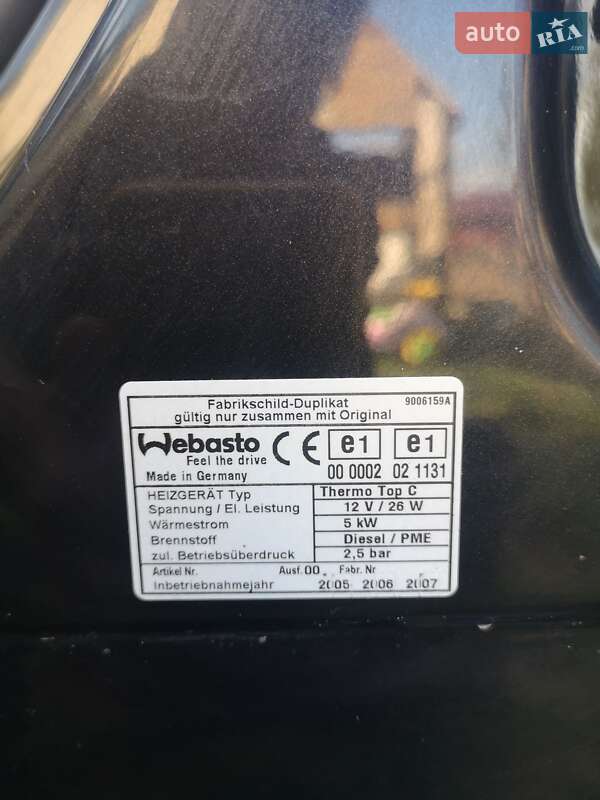 auto RIA .com
Fabrikschild-Duplikat 9006159A
gültig nur zusammen mit Original
Webasto CE e1 e1
Feel the drive
Made in Germany 00 0002 02 1131
HEIZGERÄT Typ Thermo Top C
Spannung / El. Leistung 12 V / 26 W
Wärmestrom 5 kW
Brennstoff Diesel / PME
zul. Betriebsüberdruck 2,5 bar
Artikel Nr. Ausf.00. Fabr. Nr
Inbetriebnahmejahr 2005 2006 2007